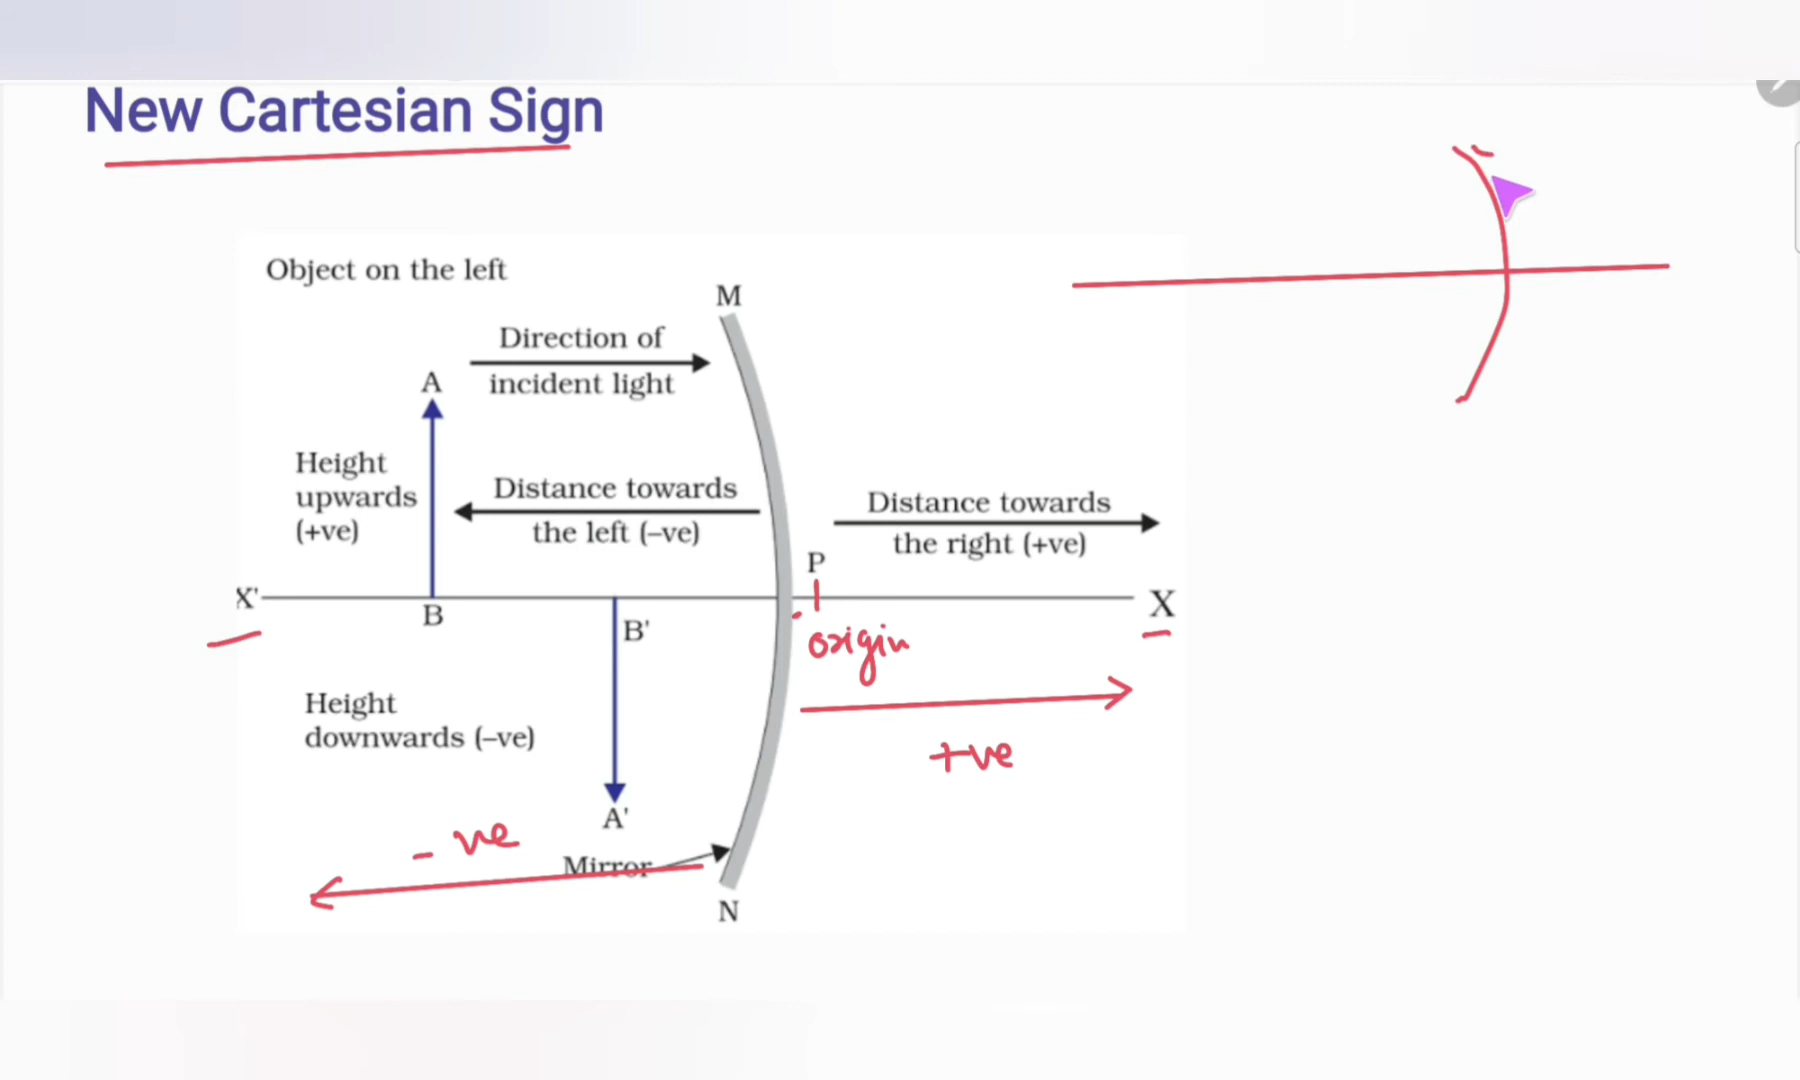 New Cartesian Sign
Object on the left
M
Direction of
incident light
A
Height
upwards
(+ve)
Distance towards
the left (–ve)
Distance towards
the right (+ve)
P
X'
B
B'
X
origin
Height
downwards (–ve)
+ve
A'
- ve
Mirror
N